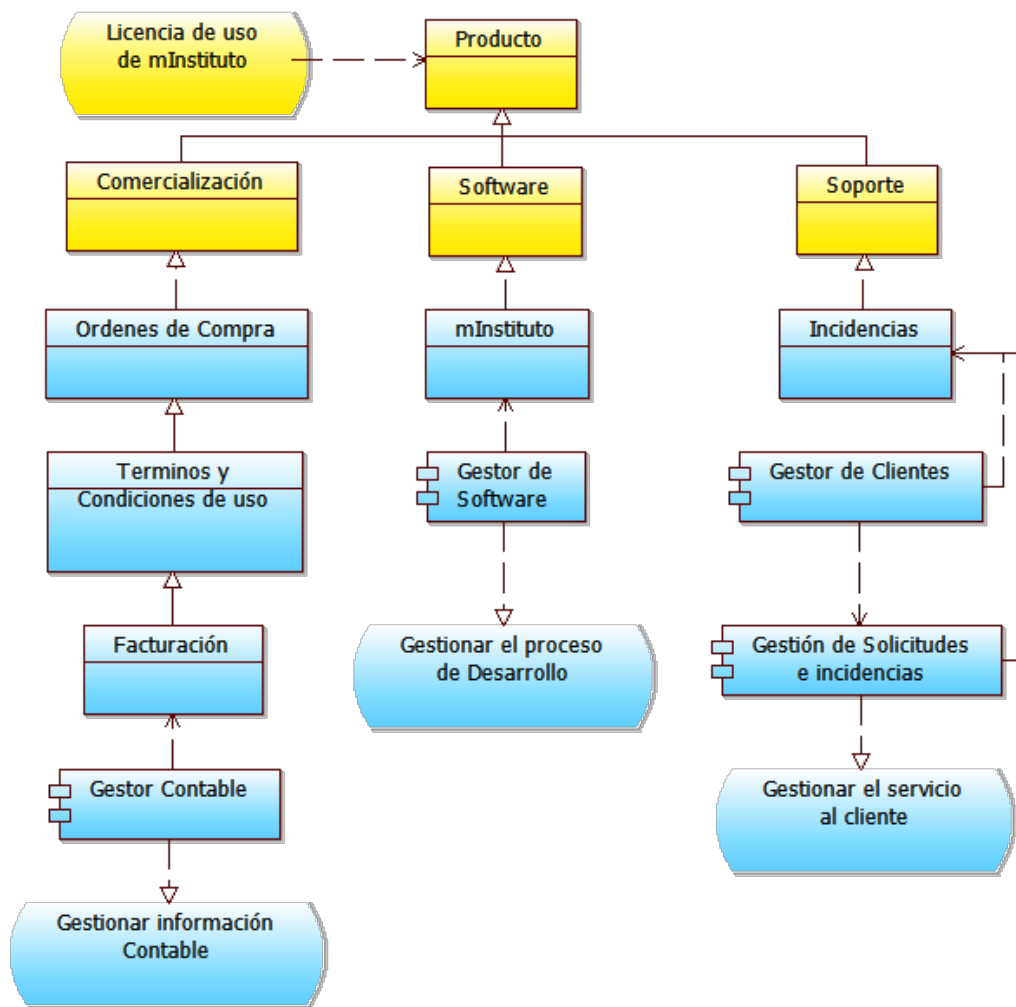 Licencia de uso
de mInstituto
Producto
Comercialización
Software
Soporte
Ordenes de Compra
mInstituto
Incidencias
Terminos y
Condiciones de uso
Gestor de
Software
Gestor de Clientes
Facturación
Gestionar el proceso
de Desarrollo
Gestión de Solicitudes
e incidencias
Gestor Contable
Gestionar el servicio
al cliente
Gestionar información
Contable